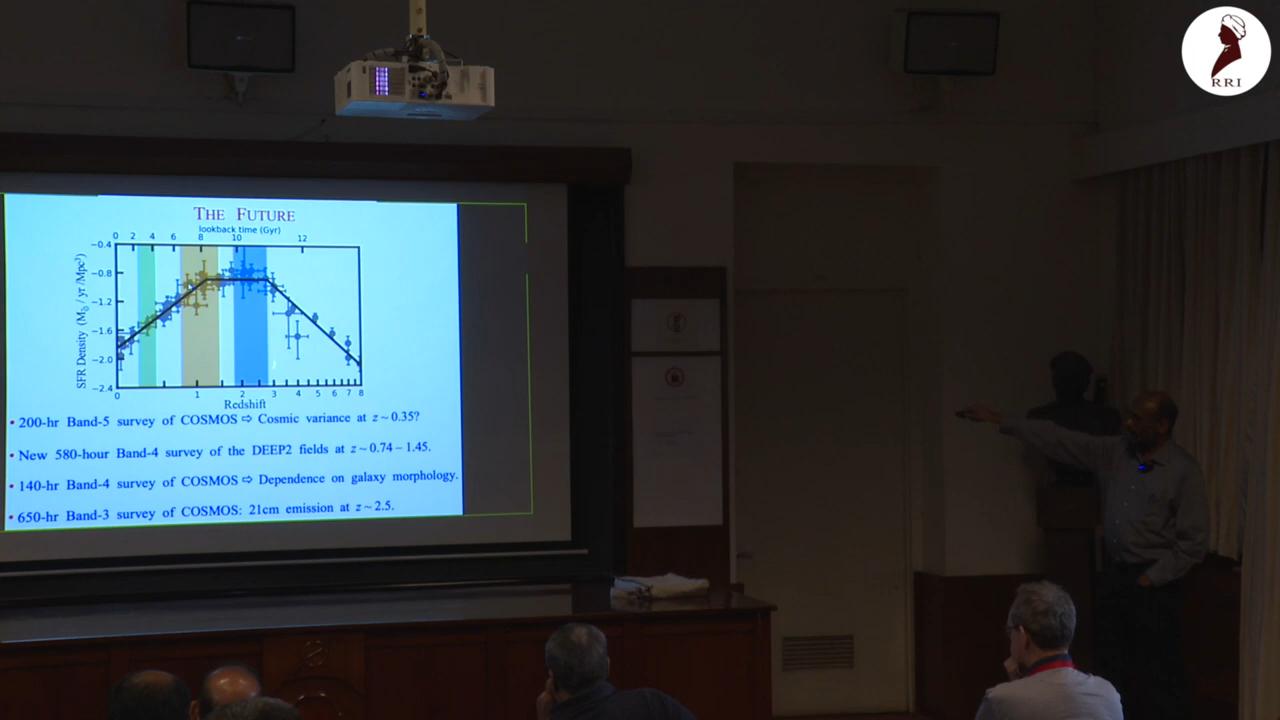 RRI
THE FUTURE
lookback time (Gyr)
0 2 4 6 8 10 12
−0.4
−0.8
−1.2
−1.6
−2.0
−2.4
SFR Density (M⊙ / yr /Mpc³)
0 1 2 3 4 5 6 7 8
Redshift
• 200-hr Band-5 survey of COSMOS ⇨ Cosmic variance at z ~ 0.35?
• New 580-hour Band-4 survey of the DEEP2 fields at z ~ 0.74 – 1.45.
• 140-hr Band-4 survey of COSMOS ⇨ Dependence on galaxy morphology.
• 650-hr Band-3 survey of COSMOS: 21cm emission at z ~ 2.5.